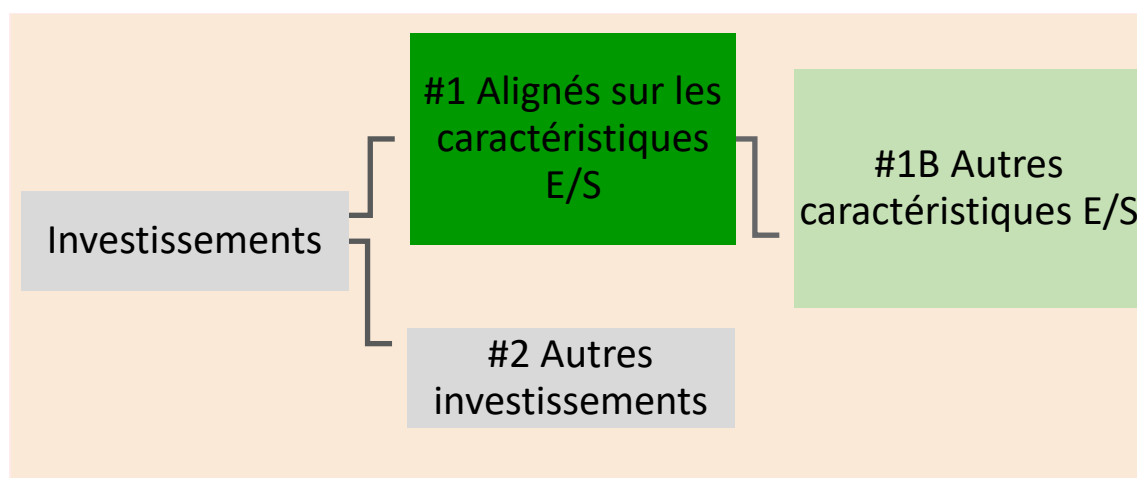 Investissements
#1 Alignés sur les
caractéristiques
E/S
#1B Autres
caractéristiques E/S
#2 Autres
investissements